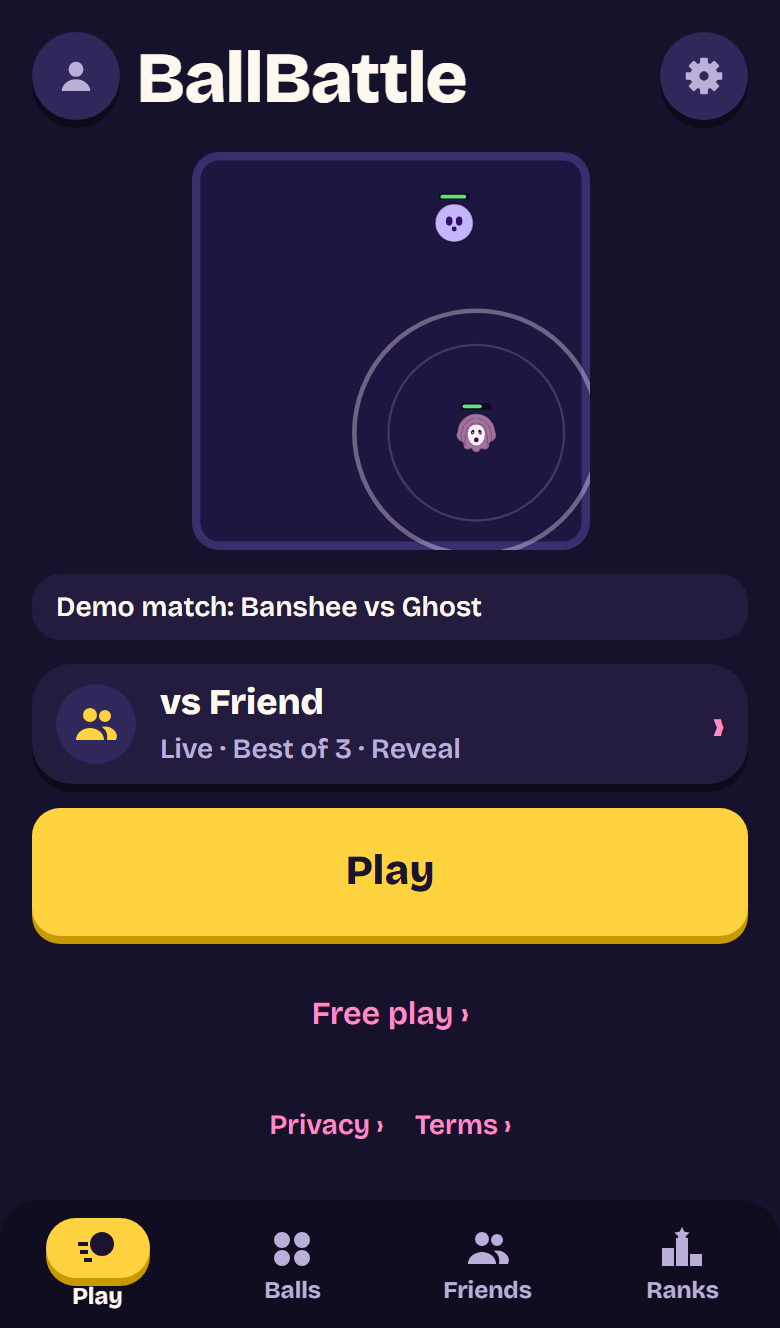 BallBattle
Demo match: Banshee vs Ghost
vs Friend
Live · Best of 3 · Reveal
›
Play
Free play ›
Privacy › Terms ›
Play Balls Friends Ranks